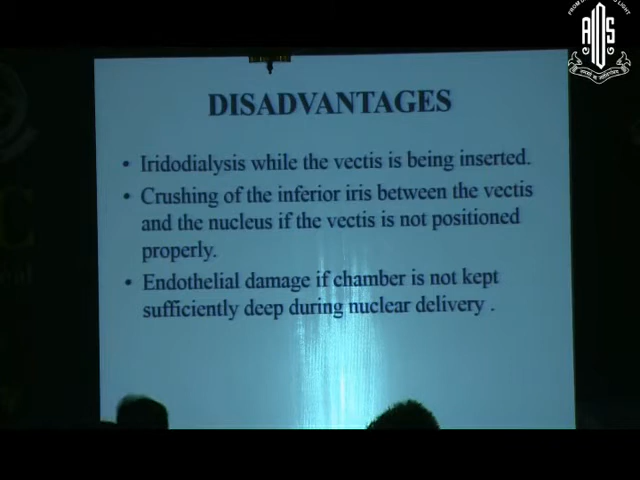 AIOS
DISADVANTAGES
• Iridodialysis while the vectis is being inserted.
• Crushing of the inferior iris between the vectis
and the nucleus if the vectis is not positioned
properly.
• Endothelial damage if chamber is not kept
sufficiently deep during nuclear delivery .